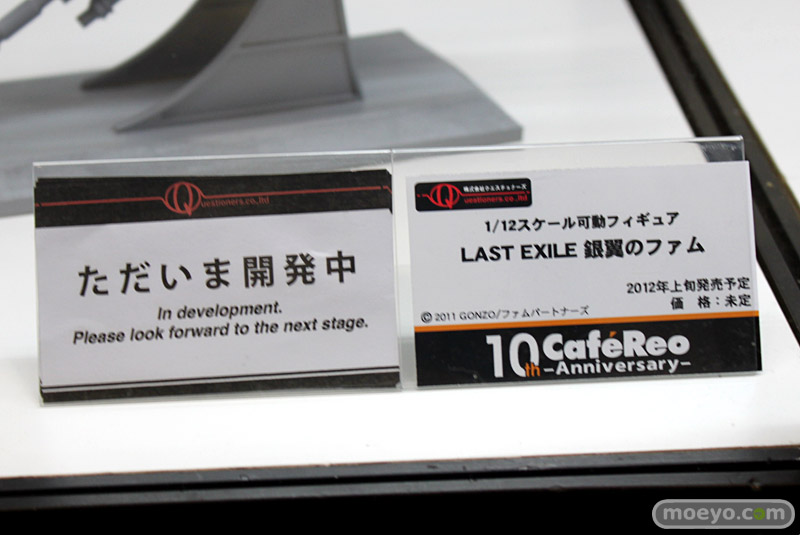 Questioners.co.,ltd
ただいま開発中
In development.
Please look forward to the next stage.
株式会社クエスチョナーズ
Questioners.co.,ltd
1/12スケール可動フィギュア
LAST EXILE 銀翼のファム
2012年上旬発売予定
価 格：未定
© 2011 GONZO/ファムパートナーズ
10th CaféReo
-Anniversary-
moeyo.com